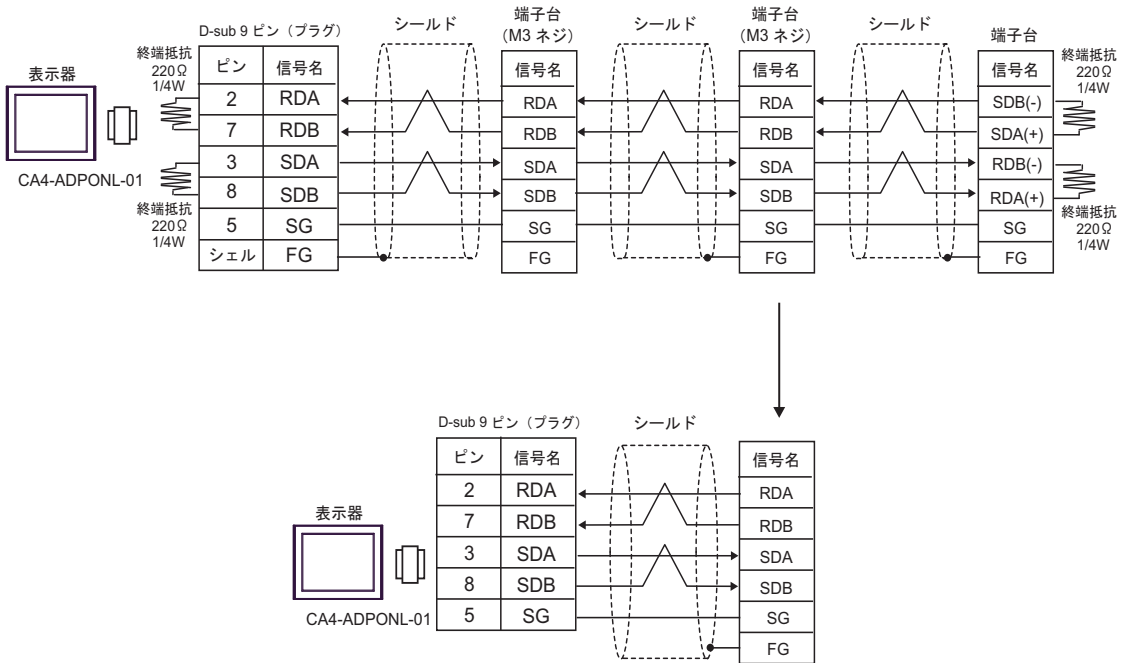 D-sub 9 ピン（プラグ）
シールド
端子台
（M3 ネジ）
シールド
端子台
（M3 ネジ）
シールド
端子台
表示器
CA4-ADPONL-01
終端抵抗
220Ω
1/4W
終端抵抗
220Ω
1/4W
ピン 信号名
2 RDA
7 RDB
3 SDA
8 SDB
5 SG
シェル FG
信号名
RDA
RDB
SDA
SDB
SG
FG
信号名
RDA
RDB
SDA
SDB
SG
FG
信号名
SDB(-)
SDA(+)
RDB(-)
RDA(+)
SG
FG
終端抵抗
220Ω
1/4W
終端抵抗
220Ω
1/4W
D-sub 9 ピン（プラグ）
シールド
表示器
CA4-ADPONL-01
ピン 信号名
2 RDA
7 RDB
3 SDA
8 SDB
5 SG
信号名
RDA
RDB
SDA
SDB
SG
FG